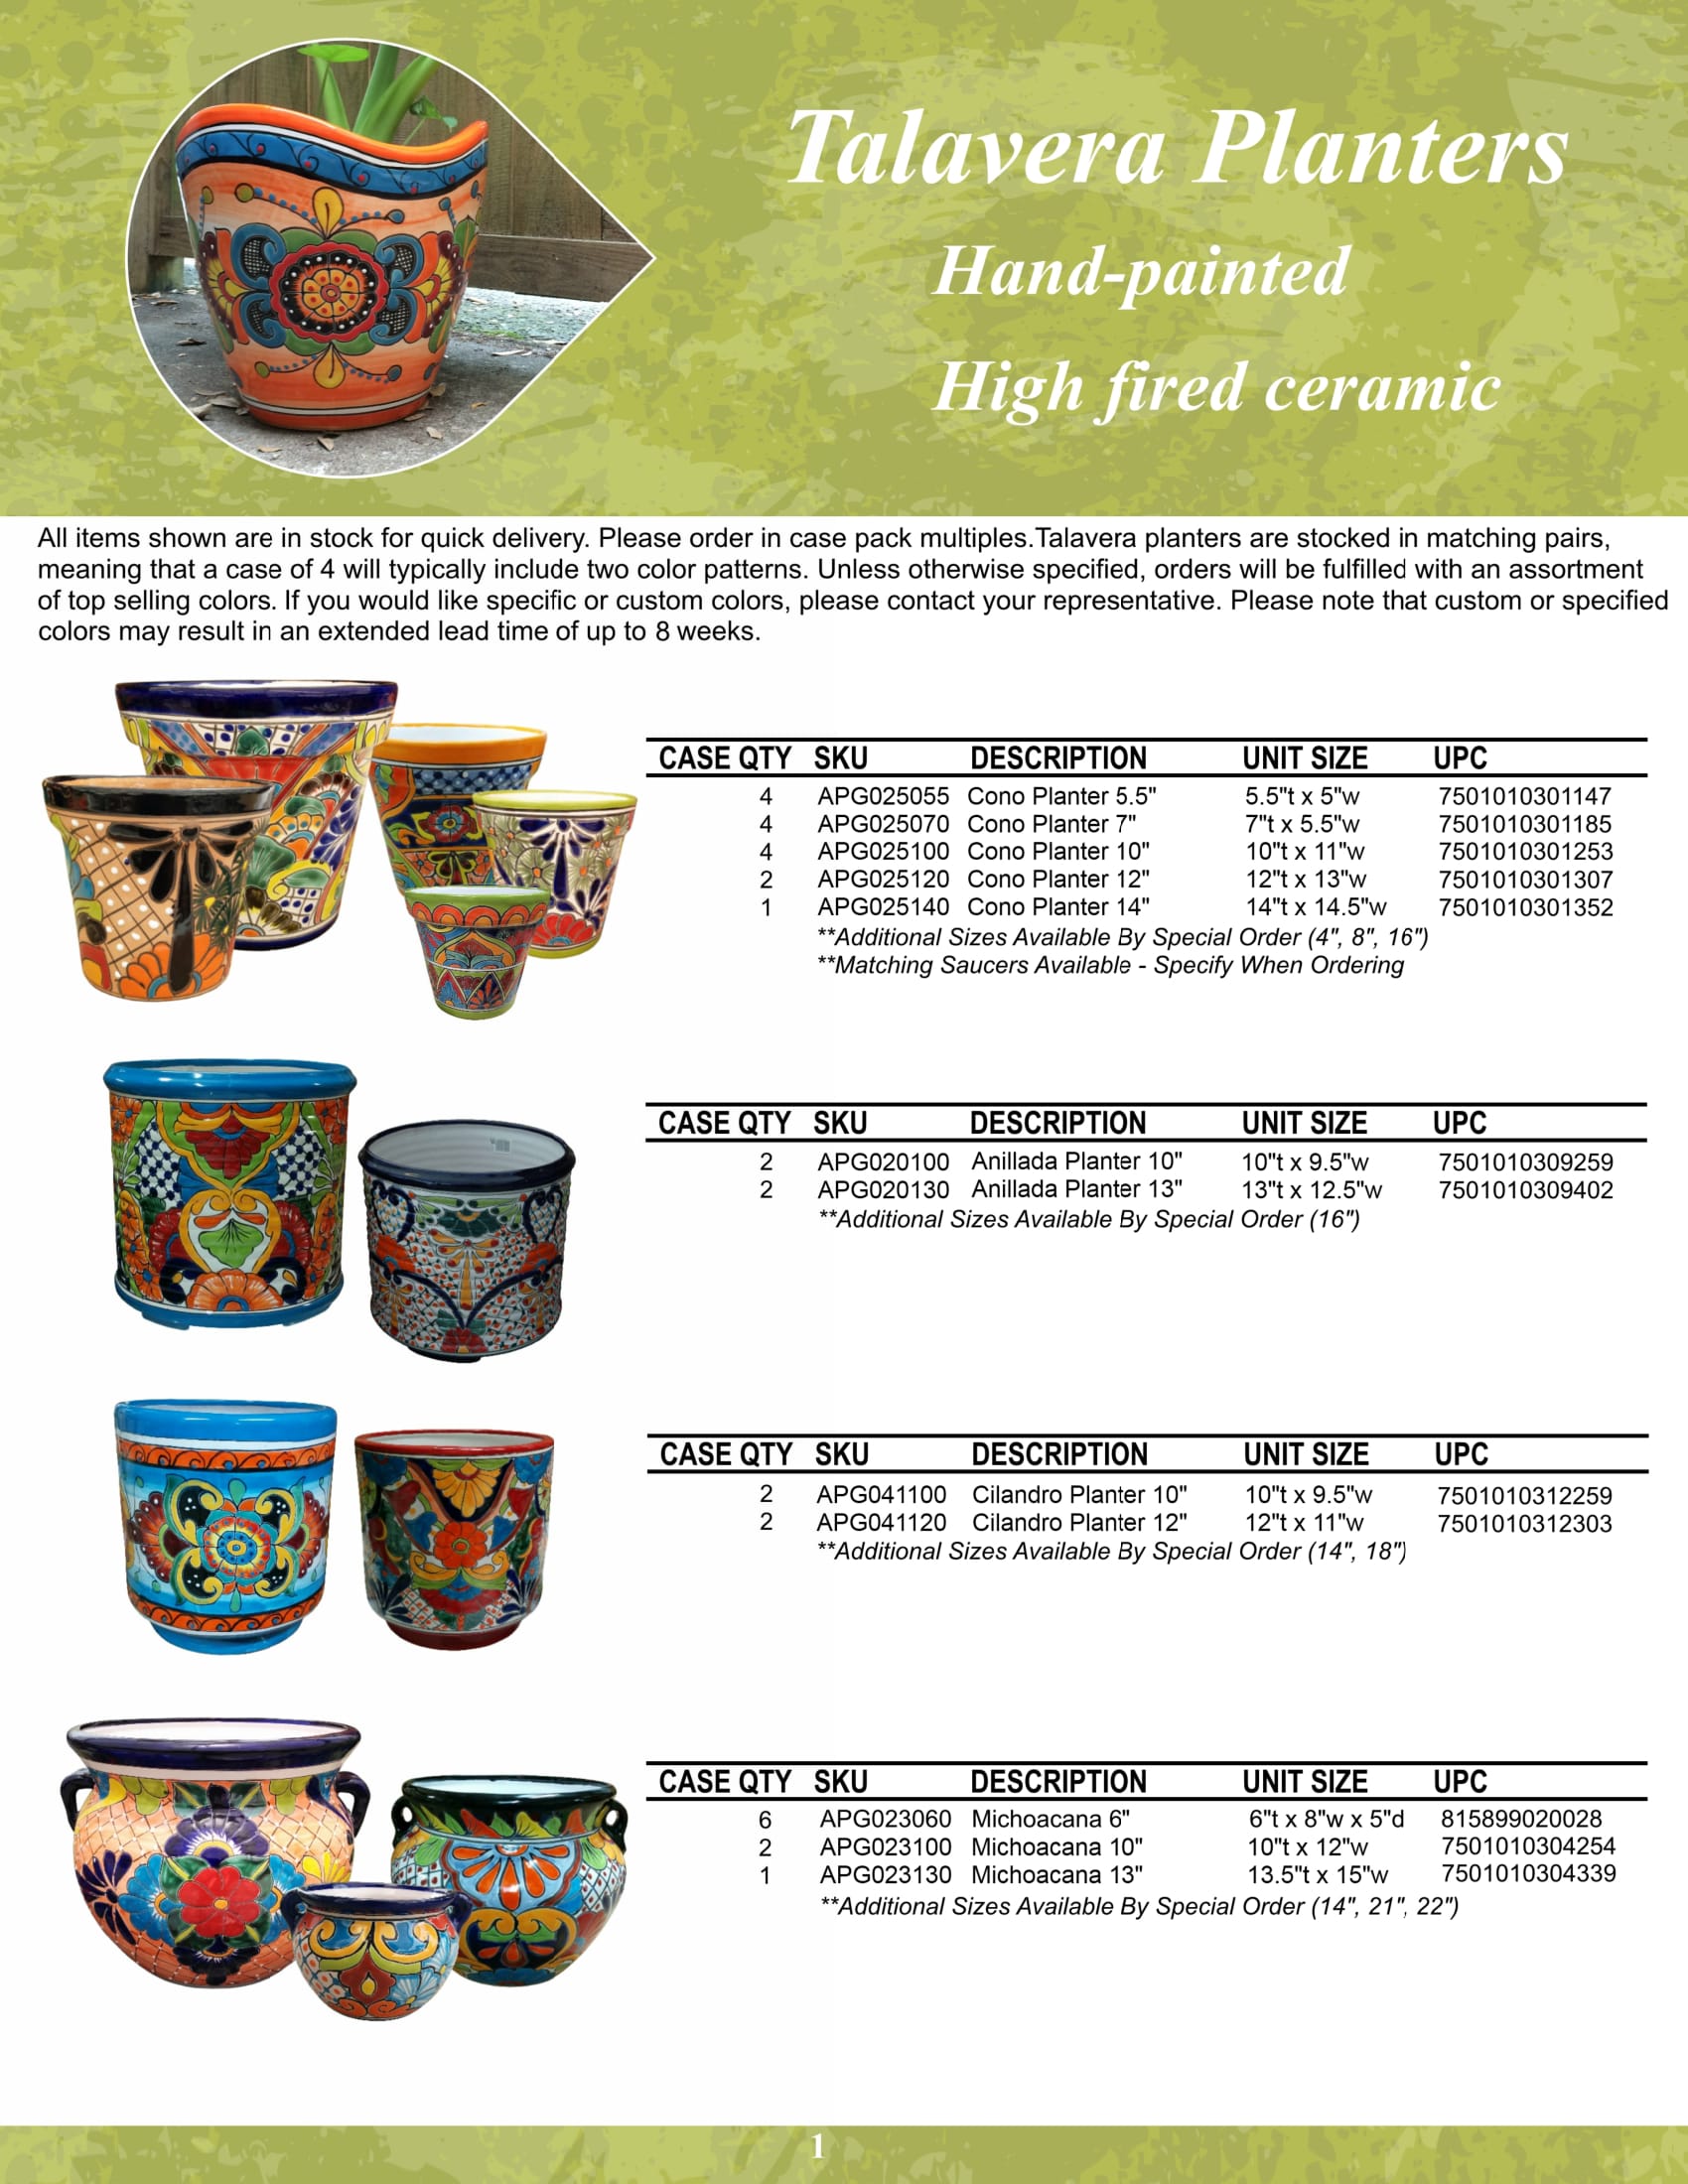 Talavera Planters
Hand-painted
High fired ceramic
All items shown are in stock for quick delivery. Please order in case pack multiples.Talavera planters are stocked in matching pairs,
meaning that a case of 4 will typically include two color patterns. Unless otherwise specified, orders will be fulfilled with an assortment
of top selling colors. If you would like specific or custom colors, please contact your representative. Please note that custom or specified
colors may result in an extended lead time of up to 8 weeks.
CASE QTY SKU DESCRIPTION UNIT SIZE UPC
4 APG025055 Cono Planter 5.5" 5.5"t x 5"w 7501010301147
4 APG025070 Cono Planter 7" 7"t x 5.5"w 7501010301185
4 APG025100 Cono Planter 10" 10"t x 11"w 7501010301253
2 APG025120 Cono Planter 12" 12"t x 13"w 7501010301307
1 APG025140 Cono Planter 14" 14"t x 14.5"w 7501010301352
**Additional Sizes Available By Special Order (4", 8", 16")
**Matching Saucers Available - Specify When Ordering
CASE QTY SKU DESCRIPTION UNIT SIZE UPC
2 APG020100 Anillada Planter 10" 10"t x 9.5"w 7501010309259
2 APG020130 Anillada Planter 13" 13"t x 12.5"w 7501010309402
**Additional Sizes Available By Special Order (16")
CASE QTY SKU DESCRIPTION UNIT SIZE UPC
2 APG041100 Cilandro Planter 10" 10"t x 9.5"w 7501010312259
2 APG041120 Cilandro Planter 12" 12"t x 11"w 7501010312303
**Additional Sizes Available By Special Order (14", 18")
CASE QTY SKU DESCRIPTION UNIT SIZE UPC
6 APG023060 Michoacana 6" 6"t x 8"w x 5"d 815899020028
2 APG023100 Michoacana 10" 10"t x 12"w 7501010304254
1 APG023130 Michoacana 13" 13.5"t x 15"w 7501010304339
**Additional Sizes Available By Special Order (14", 21", 22")
1